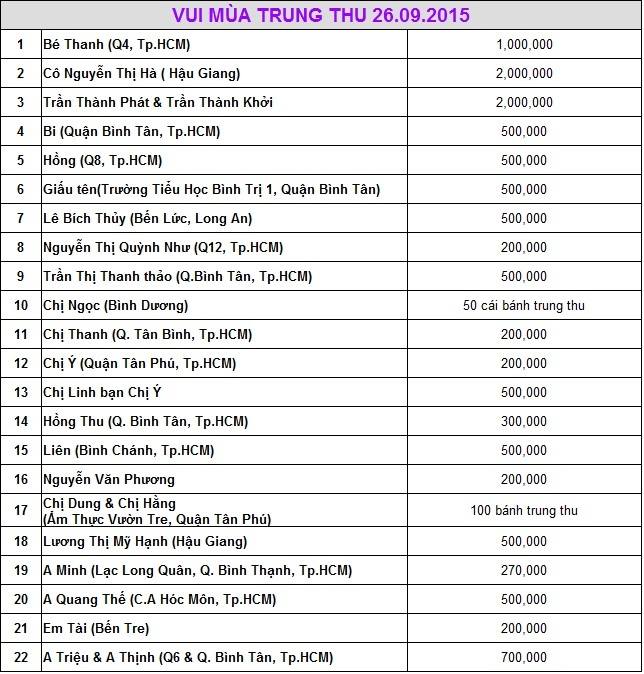 VUI MÙA TRUNG THU 26.09.2015
1 Bé Thanh (Q4, Tp.HCM) 1,000,000
2 Cô Nguyễn Thị Hà ( Hậu Giang) 2,000,000
3 Trần Thành Phát & Trần Thành Khởi 2,000,000
4 Bi (Quận Bình Tân, Tp.HCM) 500,000
5 Hồng (Q8, Tp.HCM) 500,000
6 Giấu tên(Trường Tiểu Học Bình Trị 1, Quận Bình Tân) 500,000
7 Lê Bích Thủy (Bến Lức, Long An) 500,000
8 Nguyễn Thị Quỳnh Như (Q12, Tp.HCM) 200,000
9 Trần Thị Thanh thảo (Q.Bình Tân, Tp.HCM) 500,000
10 Chị Ngọc (Bình Dương) 50 cái bánh trung thu
11 Chị Thanh (Q. Tân Bình, Tp.HCM) 200,000
12 Chị Ý (Quận Tân Phú, Tp.HCM) 200,000
13 Chị Linh bạn Chị Ý 500,000
14 Hồng Thu (Q. Bình Tân, Tp.HCM) 300,000
15 Liên (Bình Chánh, Tp.HCM) 500,000
16 Nguyễn Văn Phương 200,000
17 Chị Dung & Chị Hằng
(Ẩm Thực Vườn Tre, Quận Tân Phú) 100 bánh trung thu
18 Lương Thị Mỹ Hạnh (Hậu Giang) 500,000
19 A Minh (Lạc Long Quân, Q. Bình Thạnh, Tp.HCM) 270,000
20 A Quang Thế (C.A Hóc Môn, Tp.HCM) 500,000
21 Em Tài (Bến Tre) 200,000
22 A Triệu & A Thịnh (Q6 & Q. Bình Tân, Tp.HCM) 700,000